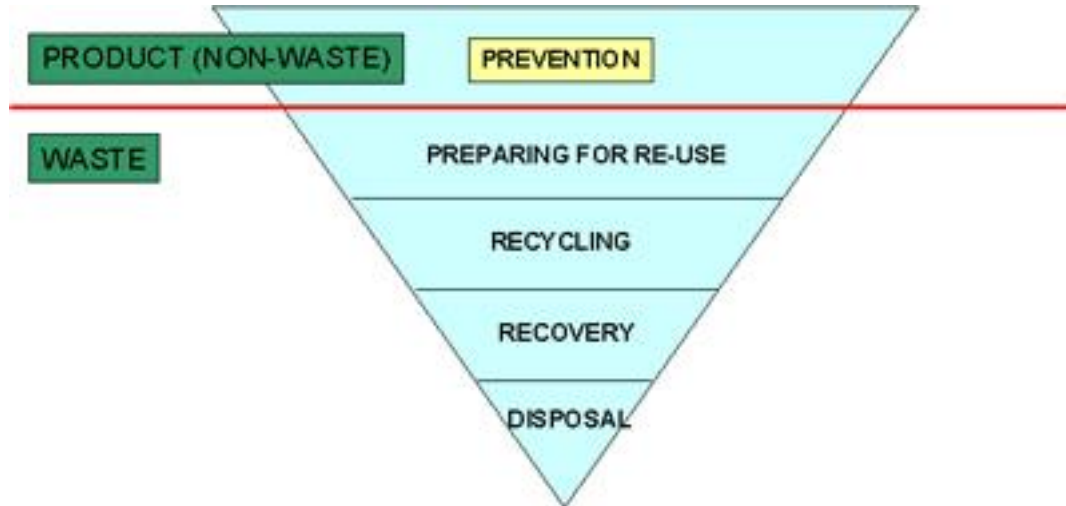 PRODUCT (NON-WASTE)
PREVENTION
WASTE
PREPARING FOR RE-USE
RECYCLING
RECOVERY
DISPOSAL